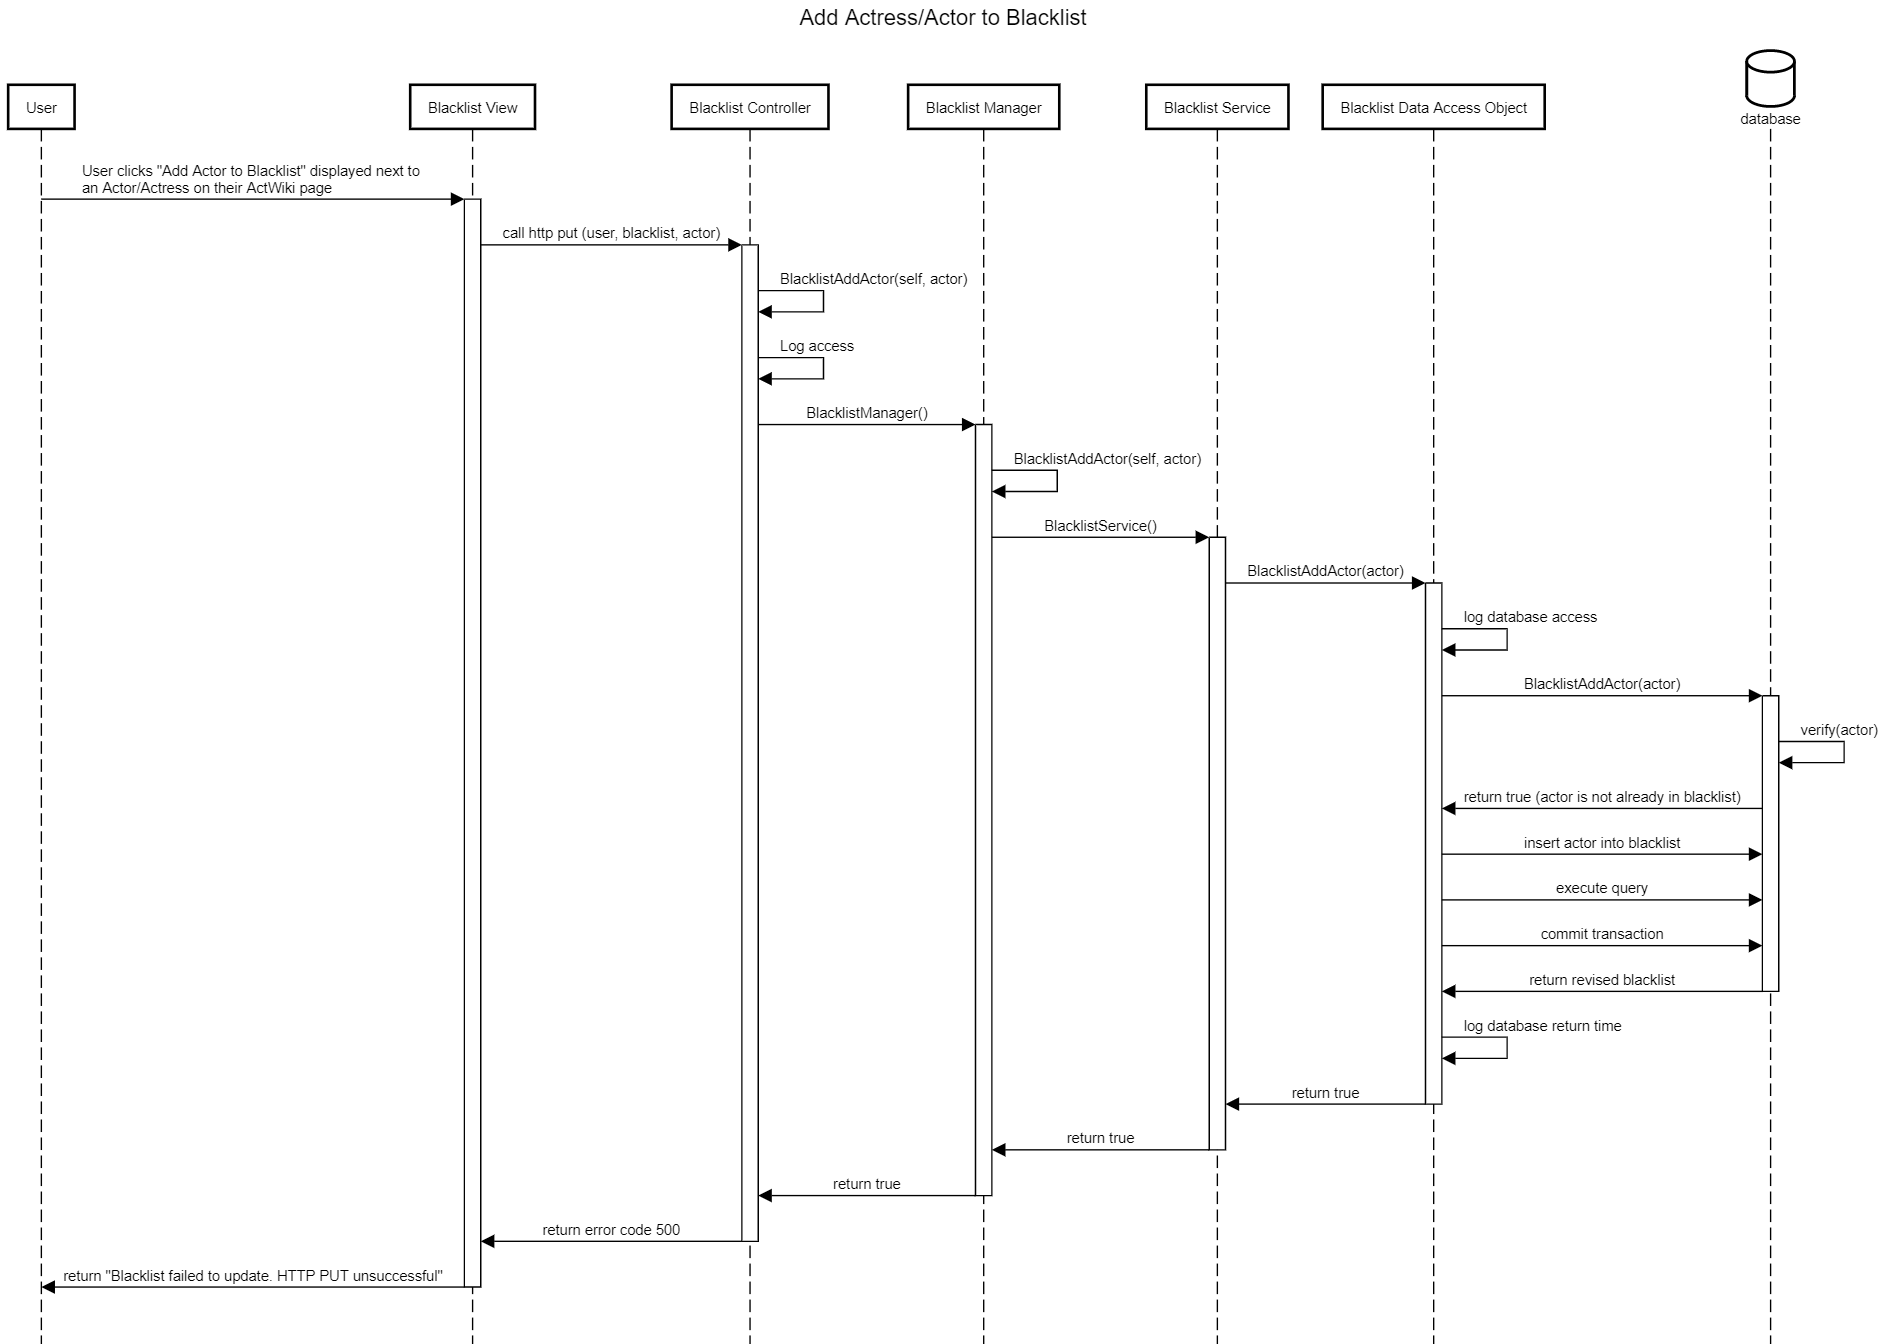 Add Actress/Actor to Blacklist
User
Blacklist View
Blacklist Controller
Blacklist Manager
Blacklist Service
Blacklist Data Access Object
database
User clicks "Add Actor to Blacklist" displayed next to
an Actor/Actress on their ActWiki page
call http put (user, blacklist, actor)
BlacklistAddActor(self, actor)
Log access
BlacklistManager()
BlacklistAddActor(self, actor)
BlacklistService()
BlacklistAddActor(actor)
log database access
BlacklistAddActor(actor)
verify(actor)
return true (actor is not already in blacklist)
insert actor into blacklist
execute query
commit transaction
return revised blacklist
log database return time
return true
return true
return true
return error code 500
return "Blacklist failed to update. HTTP PUT unsuccessful"